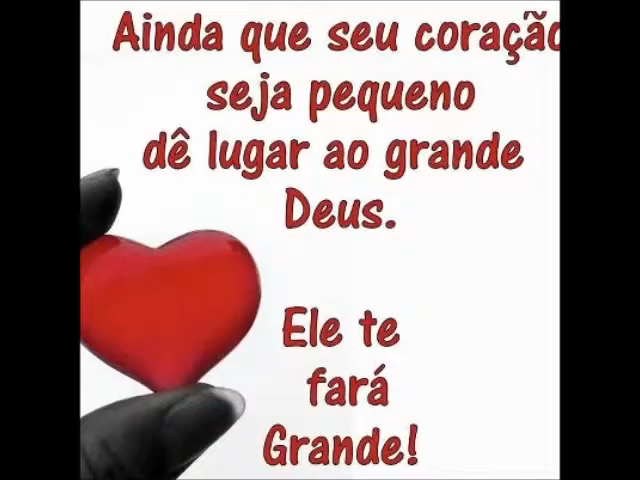 Ainda que seu coração
seja pequeno
dê lugar ao grande
Deus.
Ele te
fará
Grande!